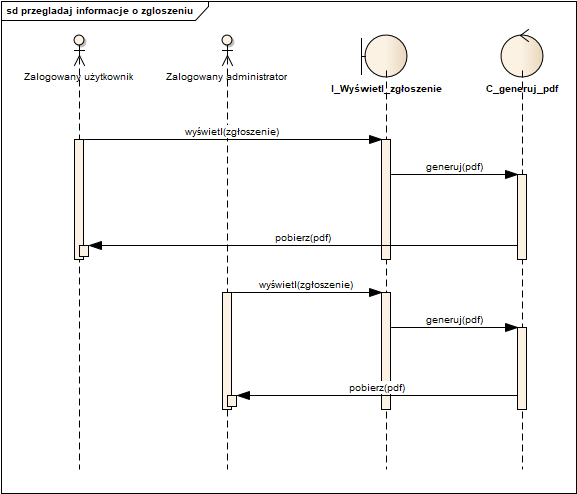 sd przegladaj informacje o zgloszeniu
Zalogowany użytkownik
Zalogowany administrator
I_Wyświetl_zgłoszenie
C_generuj_pdf
wyświetl(zgłoszenie)
generuj(pdf)
pobierz(pdf)
wyświetl(zgłoszenie)
generuj(pdf)
pobierz(pdf)